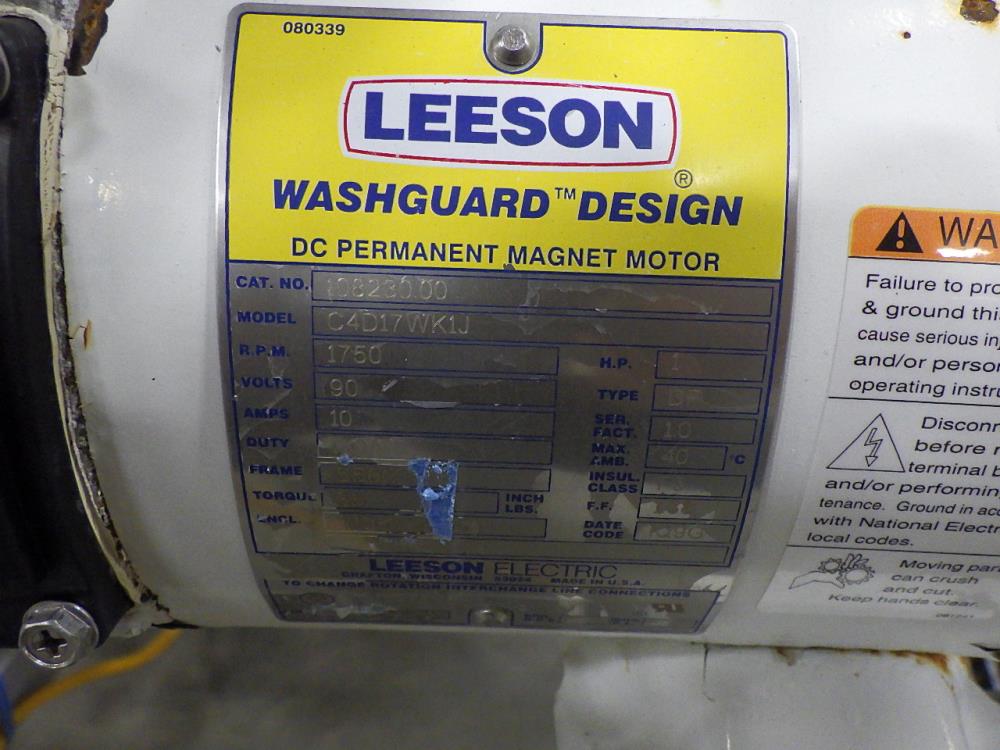 080339
LEESON
®
WASHGUARD™ DESIGN
DC PERMANENT MAGNET MOTOR
CAT. NO. 108230.00
MODEL C4D17WK1J
R.P.M. 1750 H.P. 1
VOLTS 90 TYPE
AMPS 10 SER. FACT. 1.0
DUTY MAX. AMB. 40 °C
FRAME INSUL. CLASS
TORQUE INCH LBS. F.F.
ENCL. DATE CODE
LEESON ELECTRIC
GRAFTON, WISCONSIN 53024 MADE IN U.S.A.
TO CHANGE ROTATION INTERCHANGE LINE CONNECTIONS
WA
Failure to pro
& ground this
cause serious inj
and/or person
operating instru
Disconn
before r
terminal b
and/or performin
tenance. Ground in acc
with National Electr
local codes.
Moving par
can crush
and cut.
Keep hands clear.